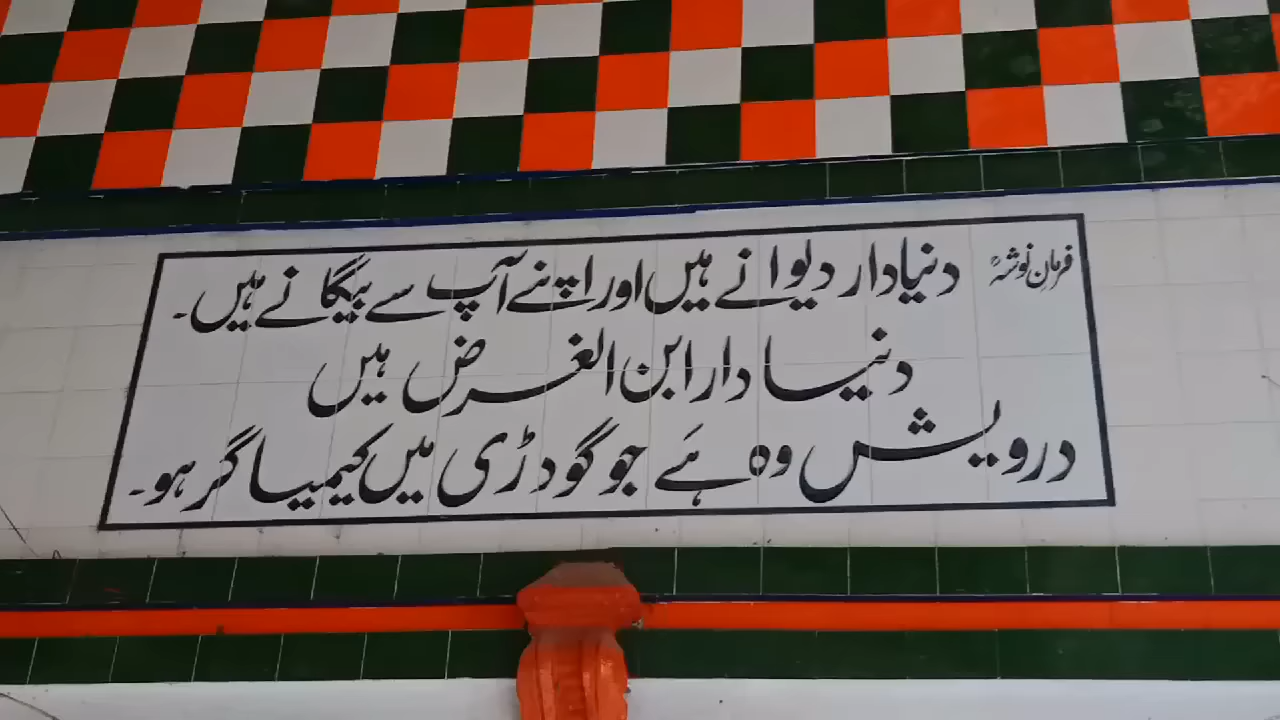 فرمان نوشہؒ دنیادار دیوانے ہیں اور اپنے آپ سے بیگانے ہیں۔
دنیا دار ابن الغرض ہیں
درویش وہ ہَے جو گودڑی میں کیمیا گر ہو۔